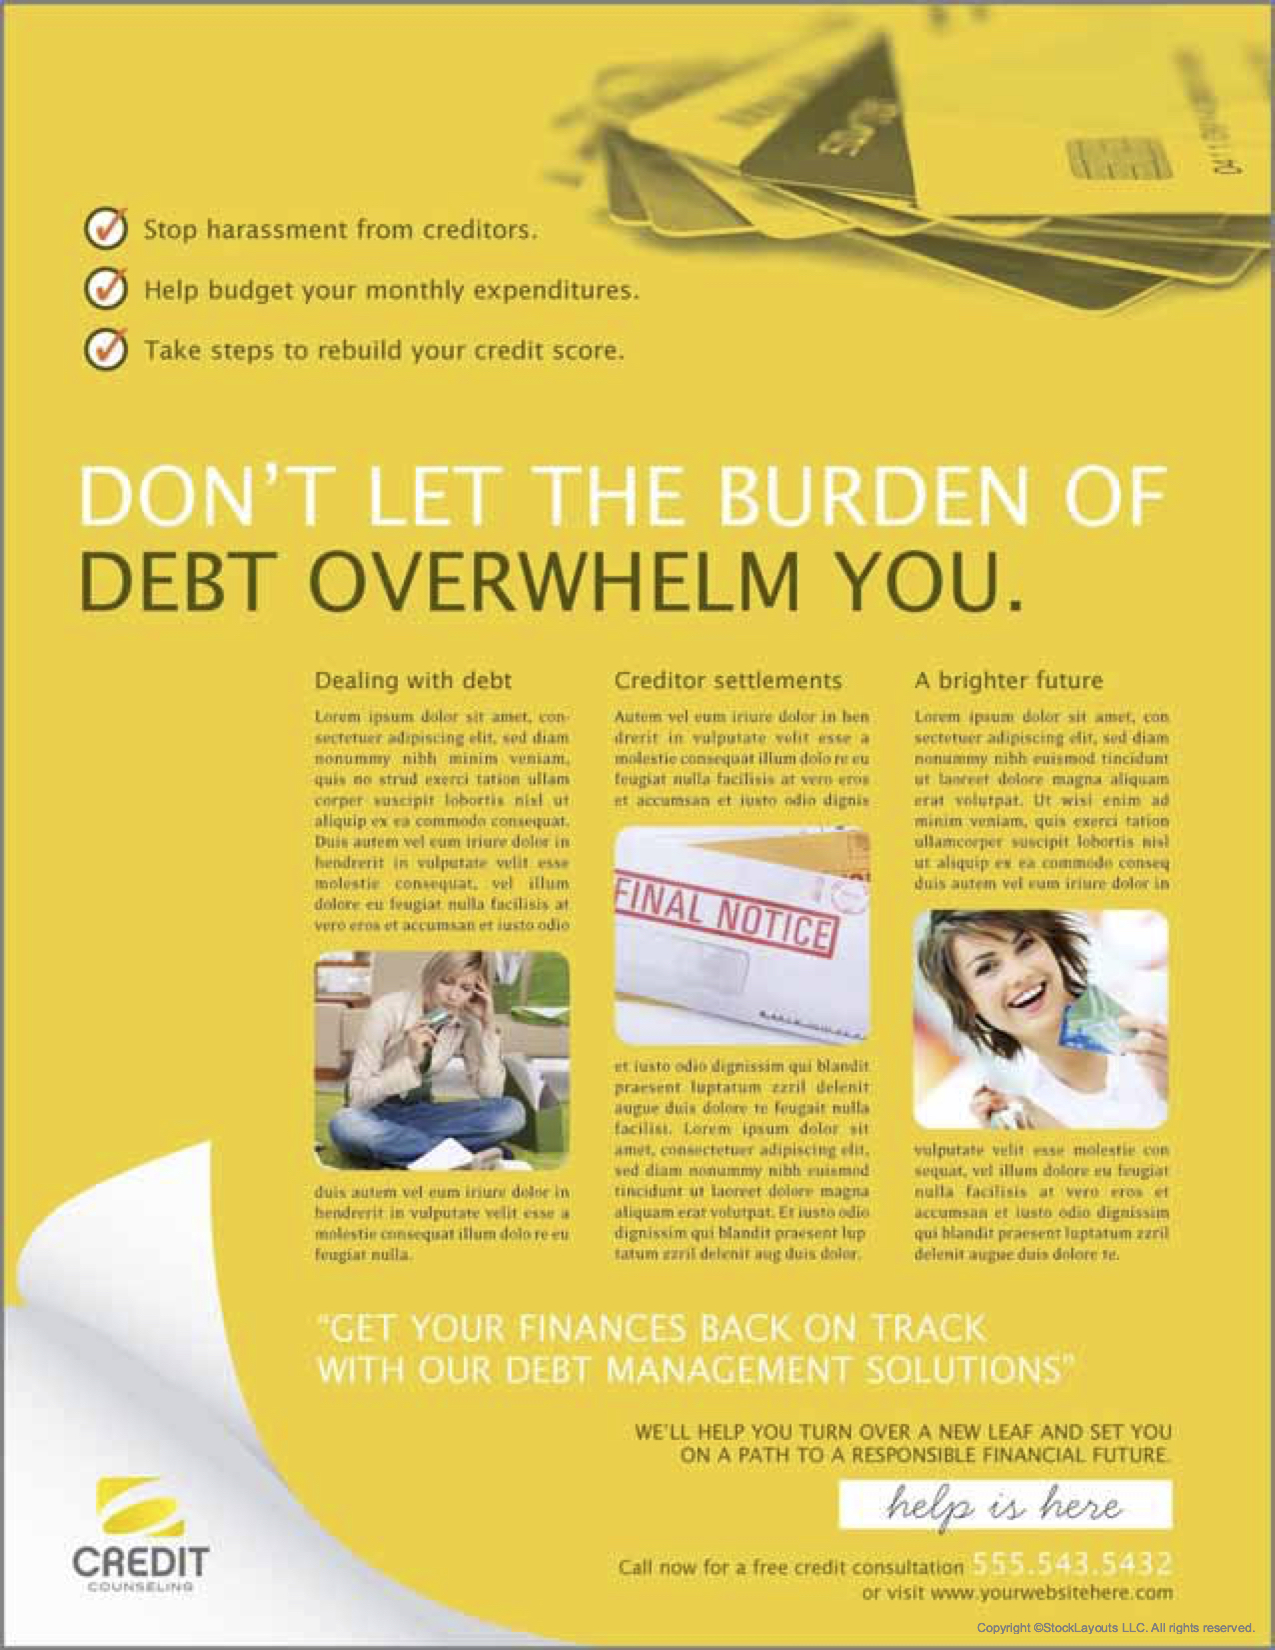 Stop harassment from creditors.
Help budget your monthly expenditures.
Take steps to rebuild your credit score.
DON'T LET THE BURDEN OF
DEBT OVERWHELM YOU.
Dealing with debt
Lorem ipsum dolor sit amet, con-
sectetuer adipiscing elit, sed diam
nonummy nibh minim veniam,
quis no strud exerci tation ullam
corper suscipit lobortis nisl ut
aliquip ex ea commodo consequat.
Duis autem vel eum iriure dolor in
hendrerit in vulputate velit esse
molestie consequat, vel illum
dolore eu feugiat nulla facilisis at
vero eros et accumsan et iusto odio
duis autem vel eum iriure dolor in
hendrerit in vulputate velit esse a
molestie consequat illum dolo re eu
feugiat nulla.
Creditor settlements
Autem vel eum iriure dolor in hen
drerit in vulputate velit esse a
molestie consequat illum dolo re eu
feugiat nulla facilisis at vero eros
et accumsan et iusto odio dignis
FINAL NOTICE
et iusto odio dignissim qui blandit
praesent luptatum zzril delenit
augue duis dolore te feugait nulla
facilisi. Lorem ipsum dolor sit
amet, consectetuer adipiscing elit,
sed diam nonummy nibh euismod
tincidunt ut laoreet dolore magna
aliquam erat volutpat. Et iusto odio
dignissim qui blandit praesent lup
tatum zzril delenit aug duis dolor.
A brighter future
Lorem ipsum dolor sit amet, con
sectetuer adipiscing elit, sed diam
nonummy nibh euismod tincidunt
ut laoreet dolore magna aliquam
erat volutpat. Ut wisi enim ad
minim veniam, quis exerci tation
ullamcorper suscipit lobortis nisl
ut aliquip ex ea commodo conseq
duis autem vel eum iriure dolor in
vulputate velit esse molestie con
sequat, vel illum dolore eu feugiat
nulla facilisis at vero eros et
accumsan et iusto odio dignissim
qui blandit praesent luptatum zzril
delenit augue duis dolore te.
"GET YOUR FINANCES BACK ON TRACK
WITH OUR DEBT MANAGEMENT SOLUTIONS"
WE'LL HELP YOU TURN OVER A NEW LEAF AND SET YOU
ON A PATH TO A RESPONSIBLE FINANCIAL FUTURE.
help is here
Call now for a free credit consultation 555.543.5432
or visit www.yourwebsitehere.com
CREDIT
COUNSELING
Copyright ©StockLayouts LLC. All rights reserved.